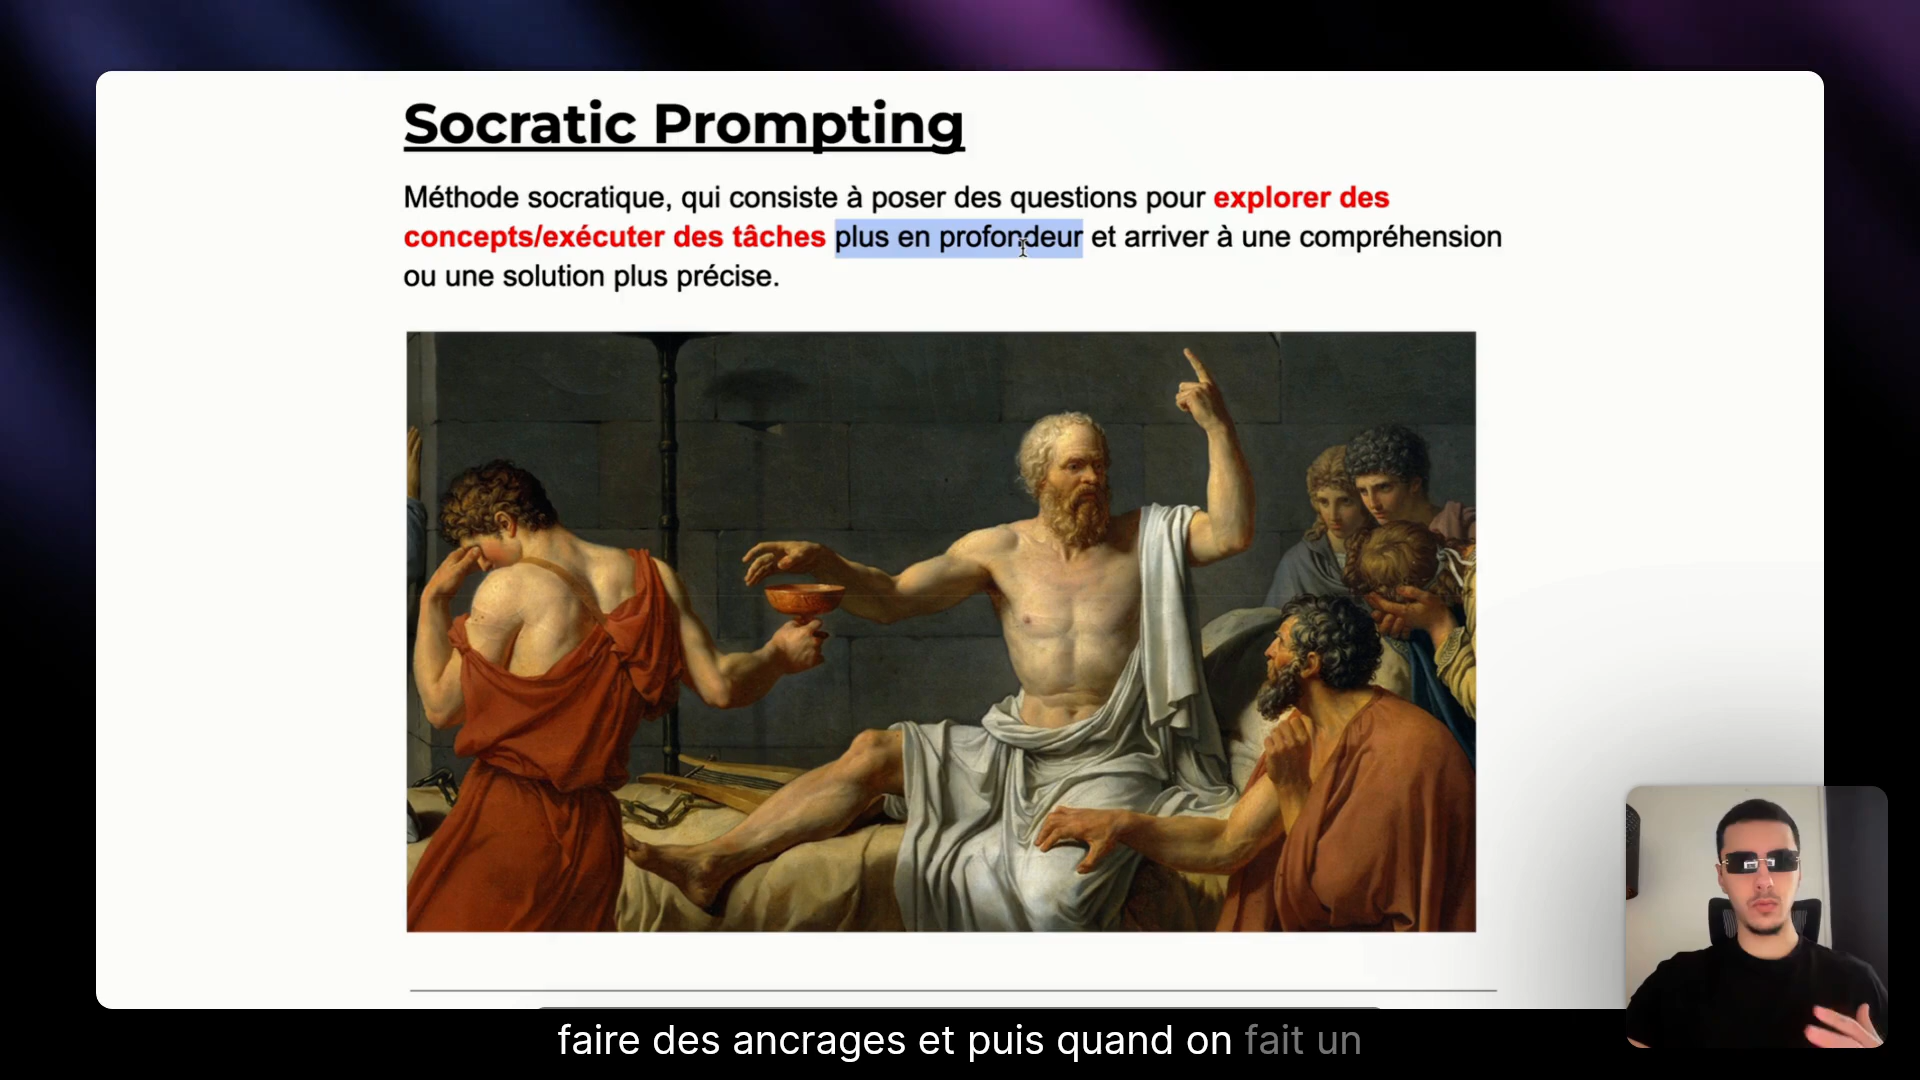 Socratic Prompting
Méthode socratique, qui consiste à poser des questions pour explorer des
concepts/exécuter des tâches plus en profondeur et arriver à une compréhension
ou une solution plus précise.
faire des ancrages et puis quand on fait un